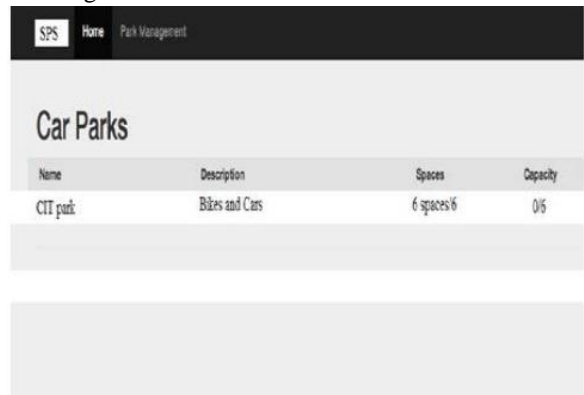 SPS Home Park Management
Car Parks
Name Description Spaces Capacity
CIT park Bikes and Cars 6 spaces/6 0/6